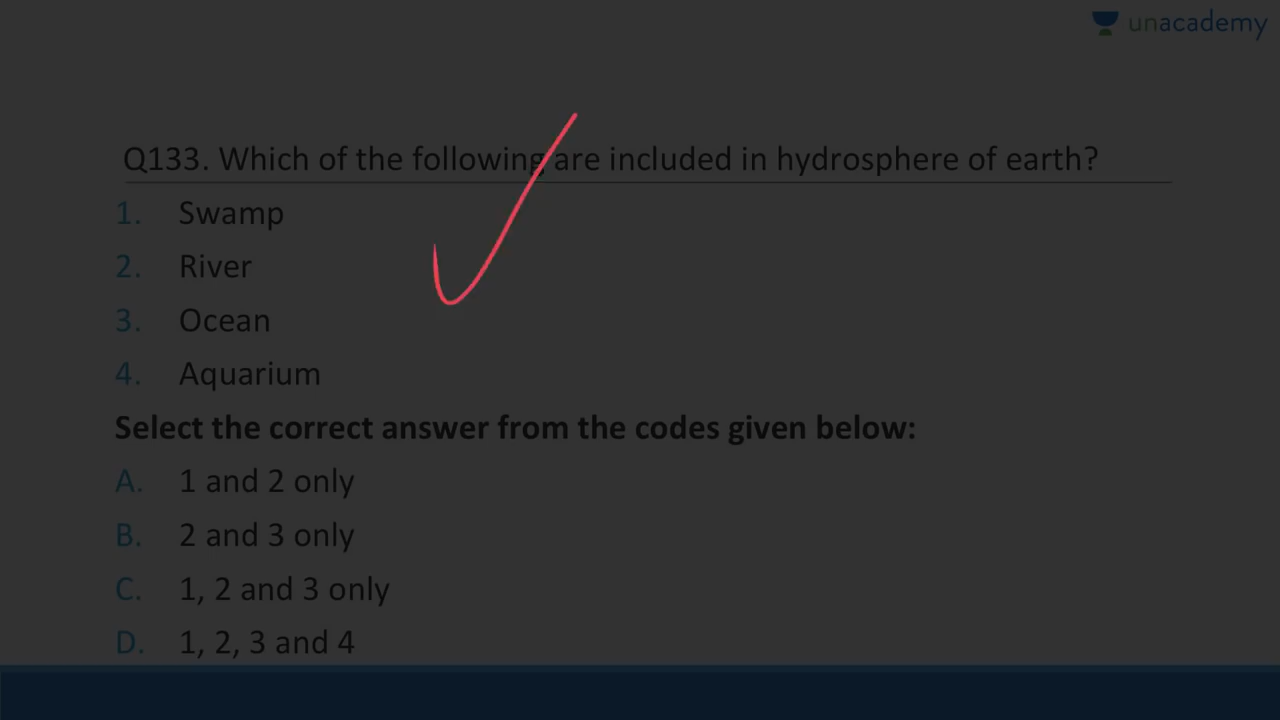 unacademy
Q133. Which of the following are included in hydrosphere of earth?
1. Swamp
2. River
3. Ocean
4. Aquarium
Select the correct answer from the codes given below:
A. 1 and 2 only
B. 2 and 3 only
C. 1, 2 and 3 only
D. 1, 2, 3 and 4